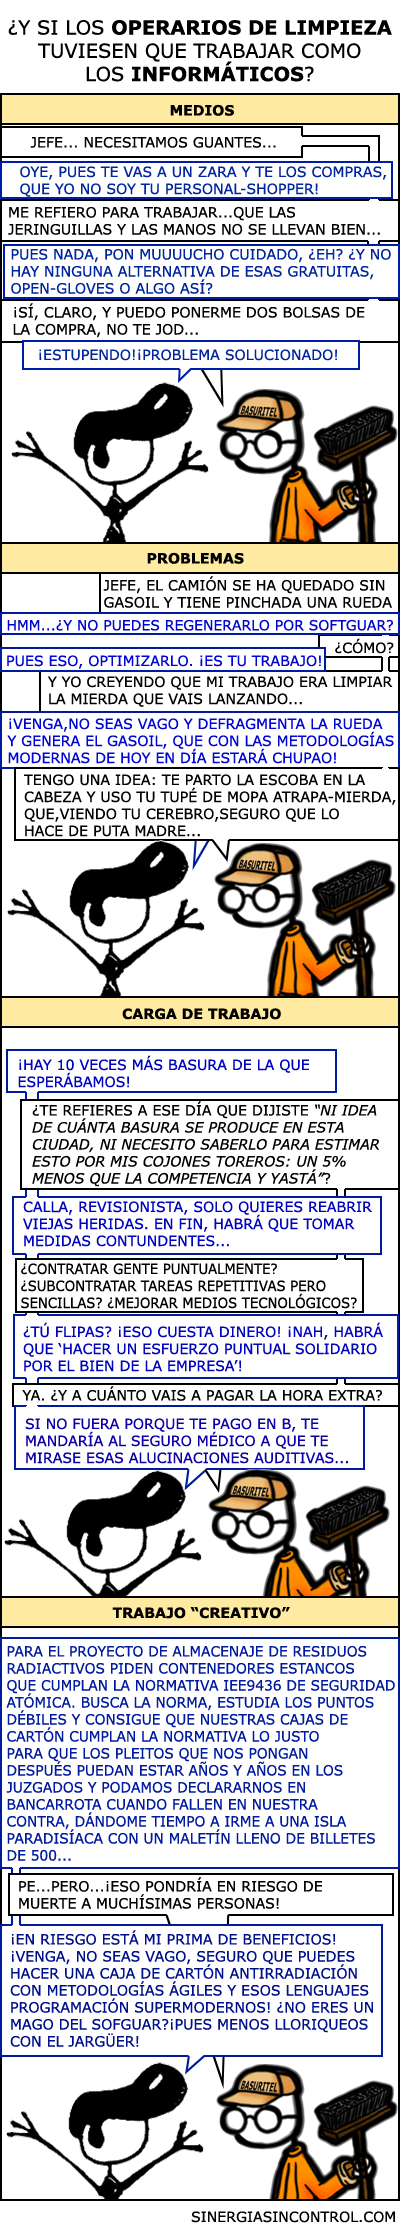 ¿Y SI LOS OPERARIOS DE LIMPIEZA
TUVIESEN QUE TRABAJAR COMO
LOS INFORMÁTICOS?
MEDIOS
JEFE... NECESITAMOS GUANTES...
OYE, PUES TE VAS A UN ZARA Y TE LOS COMPRAS,
QUE YO NO SOY TU PERSONAL-SHOPPER!
ME REFIERO PARA TRABAJAR...QUE LAS
JERINGUILLAS Y LAS MANOS NO SE LLEVAN BIEN...
PUES NADA, PON MUUUUCHO CUIDADO, ¿EH? ¿Y NO
HAY NINGUNA ALTERNATIVA DE ESAS GRATUITAS,
OPEN-GLOVES O ALGO ASÍ?
¡SÍ, CLARO, Y PUEDO PONERME DOS BOLSAS DE
LA COMPRA, NO TE JOD...
¡ESTUPENDO!¡PROBLEMA SOLUCIONADO!
BASURITEL
PROBLEMAS
JEFE, EL CAMIÓN SE HA QUEDADO SIN
GASOIL Y TIENE PINCHADA UNA RUEDA
HMM...¿Y NO PUEDES REGENERARLO POR SOFTGUAR?
¿CÓMO?
PUES ESO, OPTIMIZARLO. ¡ES TU TRABAJO!
Y YO CREYENDO QUE MI TRABAJO ERA LIMPIAR
LA MIERDA QUE VAIS LANZANDO...
¡VENGA,NO SEAS VAGO Y DEFRAGMENTA LA RUEDA
Y GENERA EL GASOIL, QUE CON LAS METODOLOGÍAS
MODERNAS DE HOY EN DÍA ESTARÁ CHUPAO!
TENGO UNA IDEA: TE PARTO LA ESCOBA EN LA
CABEZA Y USO TU TUPÉ DE MOPA ATRAPA-MIERDA,
QUE,VIENDO TU CEREBRO,SEGURO QUE LO
HACE DE PUTA MADRE...
BASURITEL
CARGA DE TRABAJO
¡HAY 10 VECES MÁS BASURA DE LA QUE
ESPERÁBAMOS!
¿TE REFIERES A ESE DÍA QUE DIJISTE "NI IDEA
DE CUÁNTA BASURA SE PRODUCE EN ESTA
CIUDAD, NI NECESITO SABERLO PARA ESTIMAR
ESTO POR MIS COJONES TOREROS: UN 5%
MENOS QUE LA COMPETENCIA Y YASTÁ"?
CALLA, REVISIONISTA, SOLO QUIERES REABRIR
VIEJAS HERIDAS. EN FIN, HABRÁ QUE TOMAR
MEDIDAS CONTUNDENTES...
¿CONTRATAR GENTE PUNTUALMENTE?
¿SUBCONTRATAR TAREAS REPETITIVAS PERO
SENCILLAS? ¿MEJORAR MEDIOS TECNOLÓGICOS?
¿TÚ FLIPAS? ¡ESO CUESTA DINERO! ¡NAH, HABRÁ
QUE 'HACER UN ESFUERZO PUNTUAL SOLIDARIO
POR EL BIEN DE LA EMPRESA'!
YA. ¿Y A CUÁNTO VAIS A PAGAR LA HORA EXTRA?
SI NO FUERA PORQUE TE PAGO EN B, TE
MANDARÍA AL SEGURO MÉDICO A QUE TE
MIRASE ESAS ALUCINACIONES AUDITIVAS...
BASURITEL
TRABAJO "CREATIVO"
PARA EL PROYECTO DE ALMACENAJE DE RESIDUOS
RADIACTIVOS PIDEN CONTENEDORES ESTANCOS
QUE CUMPLAN LA NORMATIVA IEE9436 DE SEGURIDAD
ATÓMICA. BUSCA LA NORMA, ESTUDIA LOS PUNTOS
DÉBILES Y CONSIGUE QUE NUESTRAS CAJAS DE
CARTÓN CUMPLAN LA NORMATIVA LO JUSTO
PARA QUE LOS PLEITOS QUE NOS PONGAN
DESPUÉS PUEDAN ESTAR AÑOS Y AÑOS EN LOS
JUZGADOS Y PODAMOS DECLARARNOS EN
BANCARROTA CUANDO FALLEN EN NUESTRA
CONTRA, DÁNDOME TIEMPO A IRME A UNA ISLA
PARADISÍACA CON UN MALETÍN LLENO DE BILLETES
DE 500...
PE...PERO...¡ESO PONDRÍA EN RIESGO DE
MUERTE A MUCHÍSIMAS PERSONAS!
¡EN RIESGO ESTÁ MI PRIMA DE BENEFICIOS!
¡VENGA, NO SEAS VAGO, SEGURO QUE PUEDES
HACER UNA CAJA DE CARTÓN ANTIRRADIACIÓN
CON METODOLOGÍAS ÁGILES Y ESOS LENGUAJES
PROGRAMACIÓN SUPERMODERNOS! ¿NO ERES UN
MAGO DEL SOFGUAR?¡PUES MENOS LLORIQUEOS
CON EL JARGÜER!
BASURITEL
SINERGIASINCONTROL.COM